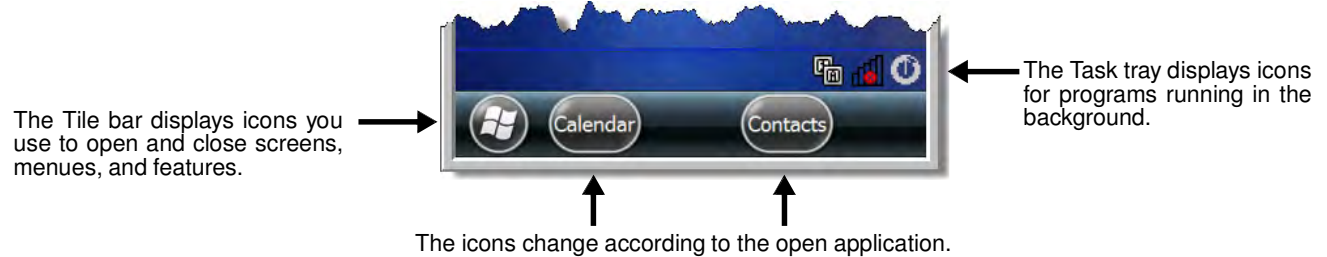 The Tile bar displays icons you
use to open and close screens,
menues, and features.
Calendar
Contacts
The Task tray displays icons
for programs running in the
background.
The icons change according to the open application.